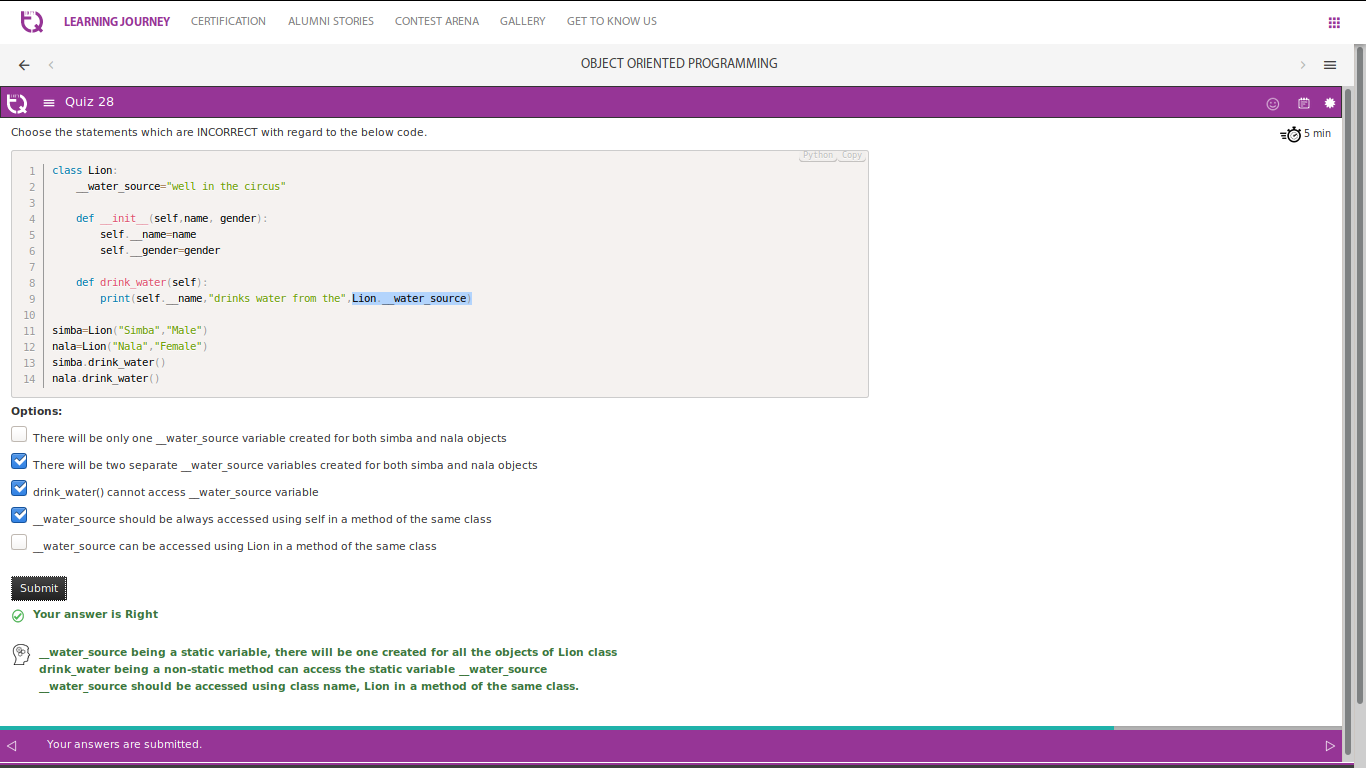 LEARNING JOURNEY CERTIFICATION ALUMNI STORIES CONTEST ARENA GALLERY GET TO KNOW US
OBJECT ORIENTED PROGRAMMING
Quiz 28
Choose the statements which are INCORRECT with regard to the below code.
5 min
Python Copy
1 class Lion:
2     __water_source="well in the circus"
3
4     def __init__(self,name, gender):
5         self.__name=name
6         self.__gender=gender
7
8     def drink_water(self):
9         print(self.__name,"drinks water from the",Lion.__water_source)
10
11 simba=Lion("Simba","Male")
12 nala=Lion("Nala","Female")
13 simba.drink_water()
14 nala.drink_water()
Options:
There will be only one __water_source variable created for both simba and nala objects
There will be two separate __water_source variables created for both simba and nala objects
drink_water() cannot access __water_source variable
__water_source should be always accessed using self in a method of the same class
__water_source can be accessed using Lion in a method of the same class
Submit
Your answer is Right
__water_source being a static variable, there will be one created for all the objects of Lion class
drink_water being a non-static method can access the static variable __water_source
__water_source should be accessed using class name, Lion in a method of the same class.
Your answers are submitted.